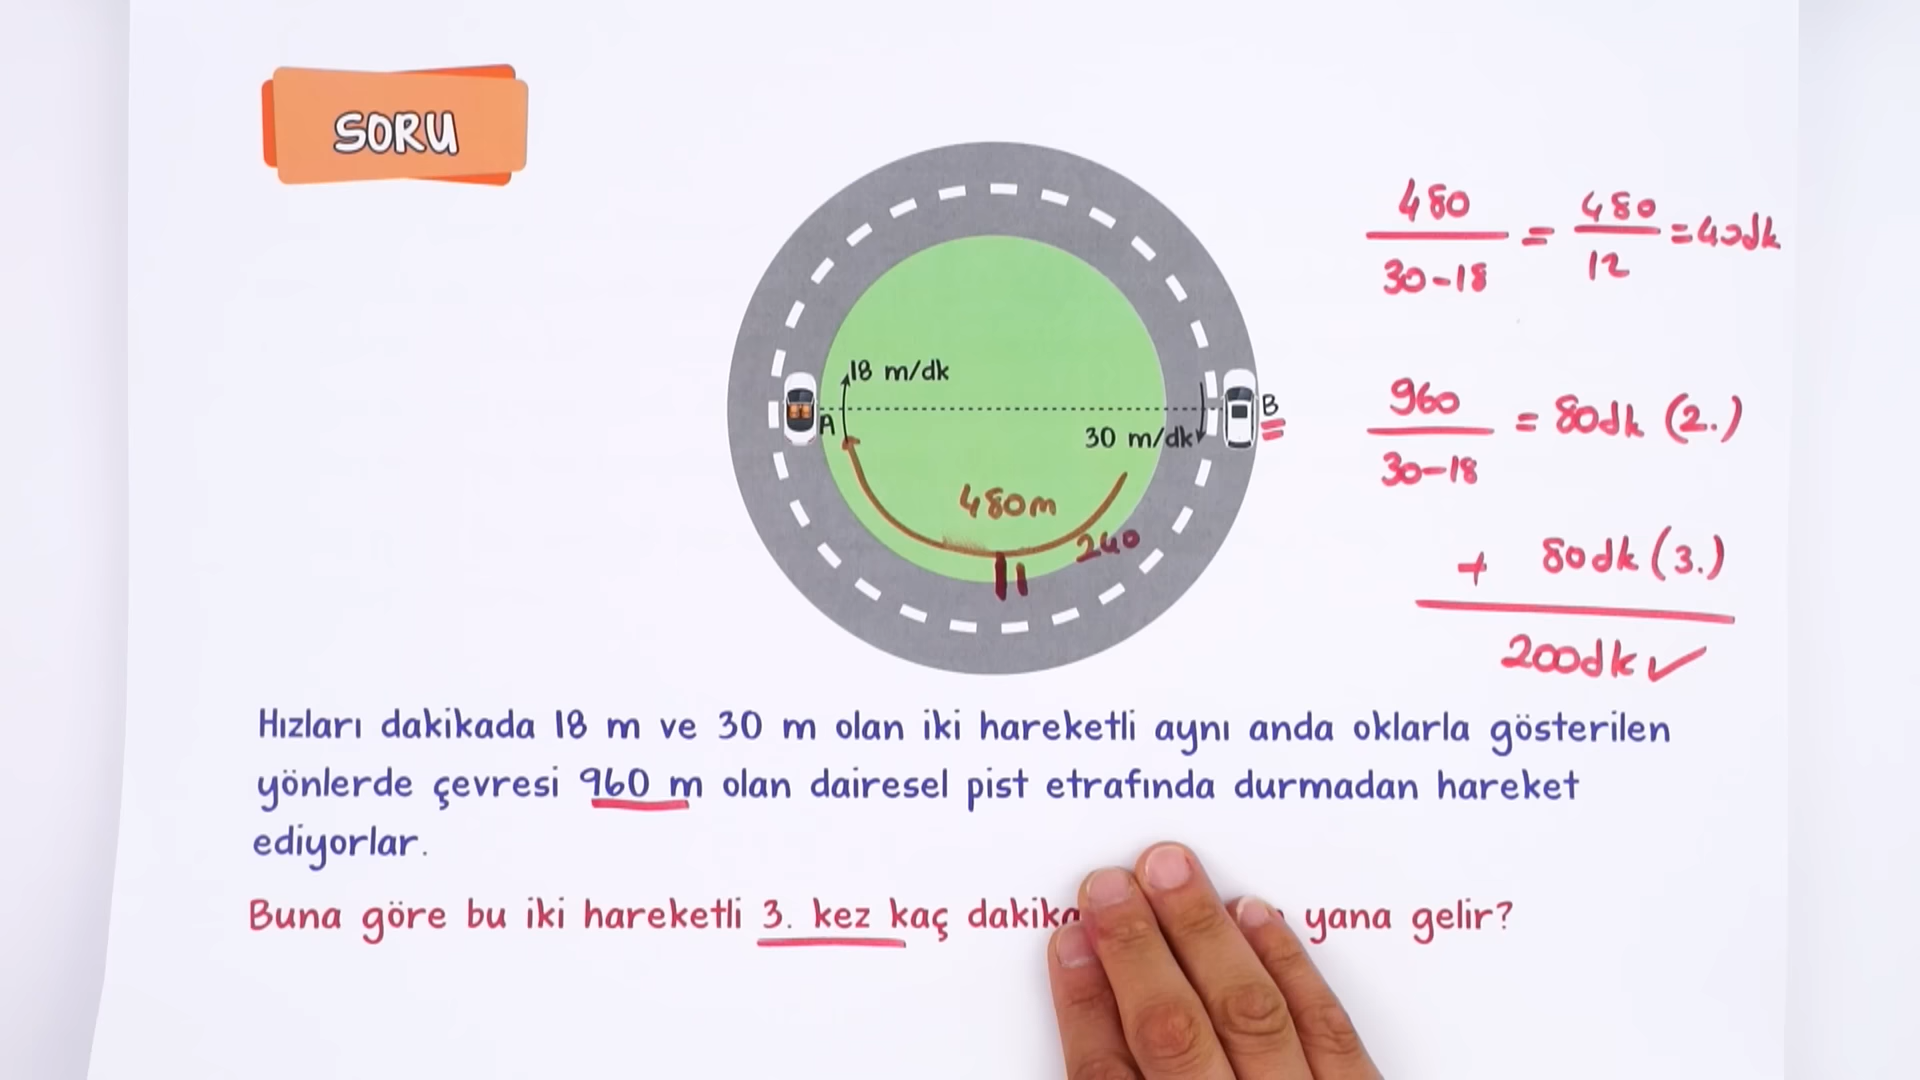 SORU
18 m/dk
A
B
30 m/dk
480m
240
480 / 30-18 = 480 / 12 = 40dk
960 / 30-18 = 80dk (2.)
+ 80dk (3.)
200dk ✓
Hızları dakikada 18 m ve 30 m olan iki hareketli aynı anda oklarla gösterilen
yönlerde çevresi 960 m olan dairesel pist etrafında durmadan hareket
ediyorlar.
Buna göre bu iki hareketli 3. kez kaç yana gelir?